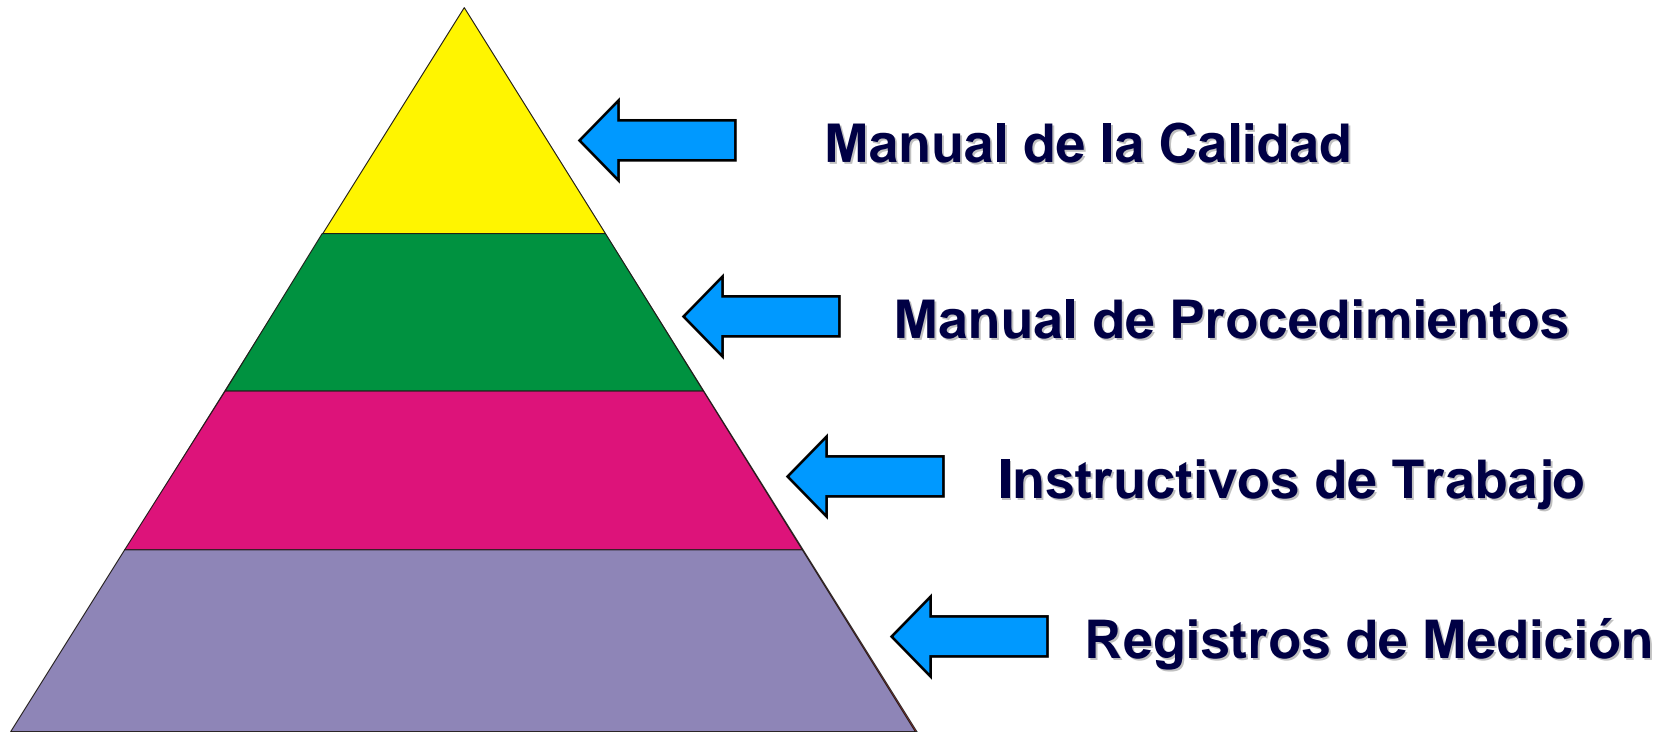 Manual de la Calidad
Manual de Procedimientos
Instructivos de Trabajo
Registros de Medición